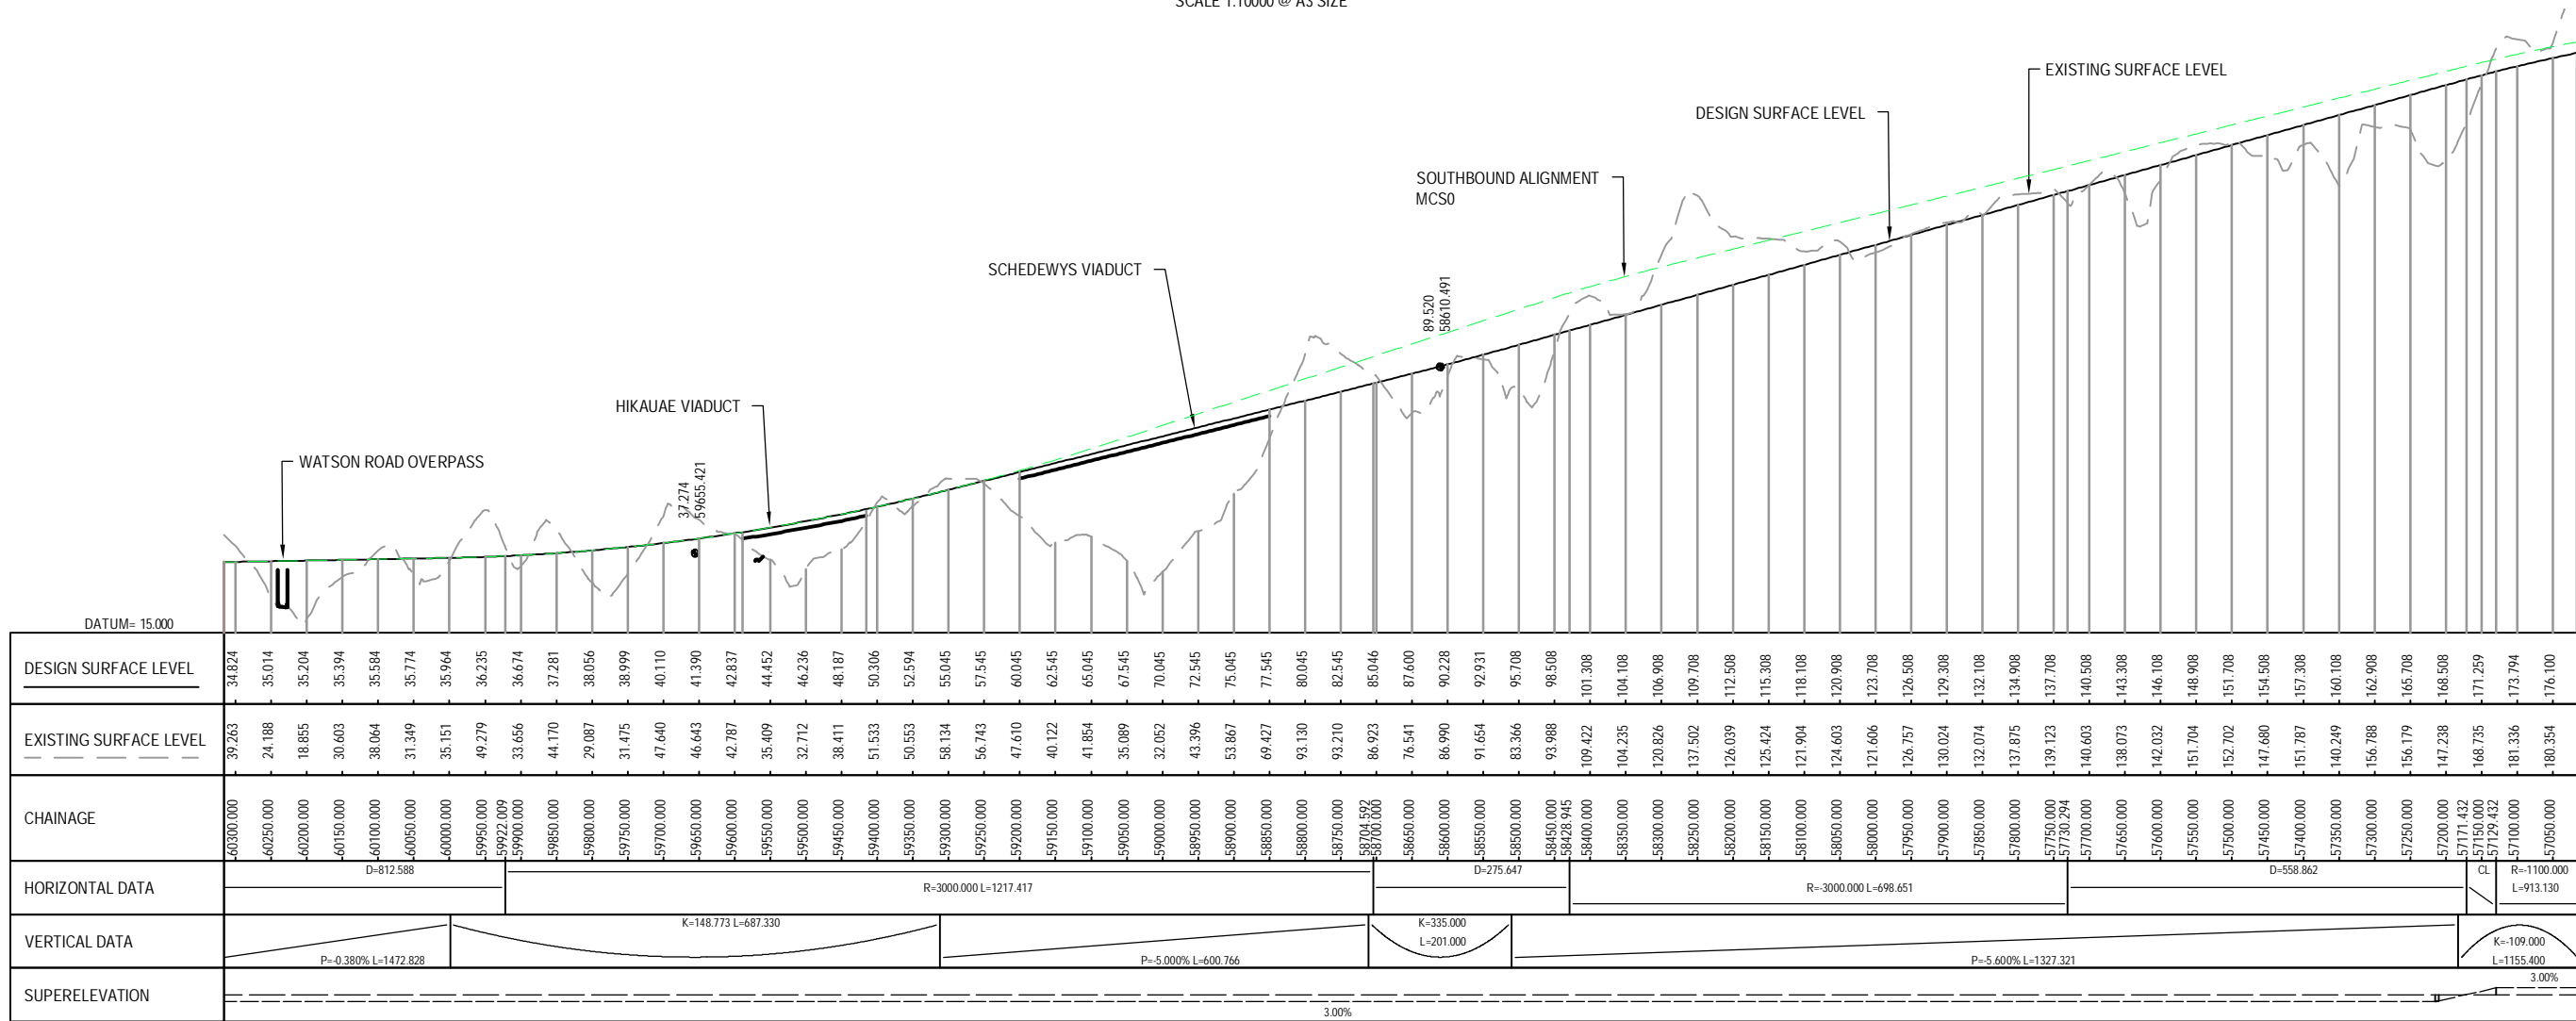 SCALE 1:10000 @ A3 SIZE
EXISTING SURFACE LEVEL
DESIGN SURFACE LEVEL
SOUTHBOUND ALIGNMENT
MCS0
SCHEDEWYS VIADUCT
89.520
58610.491
HIKAUAE VIADUCT
WATSON ROAD OVERPASS
37.274
59655.421
DATUM= 15.000
DESIGN SURFACE LEVEL 34.824 35.014 35.204 35.394 35.584 35.774 35.964 36.235 36.674 37.281 38.056 38.999 40.110 41.390 42.837 44.452 46.236 48.187 50.306 52.594 55.045 57.545 60.045 62.545 65.045 67.545 70.045 72.545 75.045 77.545 80.045 82.545 85.046 87.600 90.228 92.931 95.708 98.508 101.308 104.108 106.908 109.708 112.508 115.308 118.108 120.908 123.708 126.508 129.308 132.108 134.908 137.708 140.508 143.308 146.108 148.908 151.708 154.508 157.308 160.108 162.908 165.708 168.508 171.259 173.794 176.100
EXISTING SURFACE LEVEL 39.263 24.188 18.855 30.603 38.064 31.349 35.151 49.279 33.656 44.170 29.087 31.475 47.640 46.643 42.787 35.409 32.712 38.411 51.533 50.553 58.134 56.743 47.610 40.122 41.854 35.089 32.052 43.396 53.867 69.427 93.130 93.210 86.923 76.541 86.990 91.654 83.366 93.988 109.422 104.235 120.826 137.502 126.039 125.424 121.904 124.603 121.606 126.757 130.024 132.074 137.875 139.123 140.603 138.073 142.032 151.704 152.702 147.680 151.787 140.249 156.788 156.179 147.238 168.735 181.336 180.354
CHAINAGE 60300.000 60250.000 60200.000 60150.000 60100.000 60050.000 60000.000 59950.000 59922.009 59900.000 59850.000 59800.000 59750.000 59700.000 59650.000 59600.000 59550.000 59500.000 59450.000 59400.000 59350.000 59300.000 59250.000 59200.000 59150.000 59100.000 59050.000 59000.000 58950.000 58900.000 58850.000 58800.000 58750.000 58704.592 58700.000 58650.000 58600.000 58550.000 58500.000 58450.000 58428.945 58400.000 58350.000 58300.000 58250.000 58200.000 58150.000 58100.000 58050.000 58000.000 57950.000 57900.000 57850.000 57800.000 57750.000 57730.294 57700.000 57650.000 57600.000 57550.000 57500.000 57450.000 57400.000 57350.000 57300.000 57250.000 57200.000 57171.432 57150.000 57129.432 57100.000 57050.000
HORIZONTAL DATA D=812.588 R=3000.000 L=1217.417 D=275.647 R=-3000.000 L=698.651 D=558.862 CL R=-1100.000
L=913.130
VERTICAL DATA P=-0.380% L=1472.828 K=148.773 L=687.330 P=-5.000% L=600.766 K=335.000
L=201.000
P=-5.600% L=1327.321 K=-109.000
L=1155.400
SUPERELEVATION 3.00%
3.00%